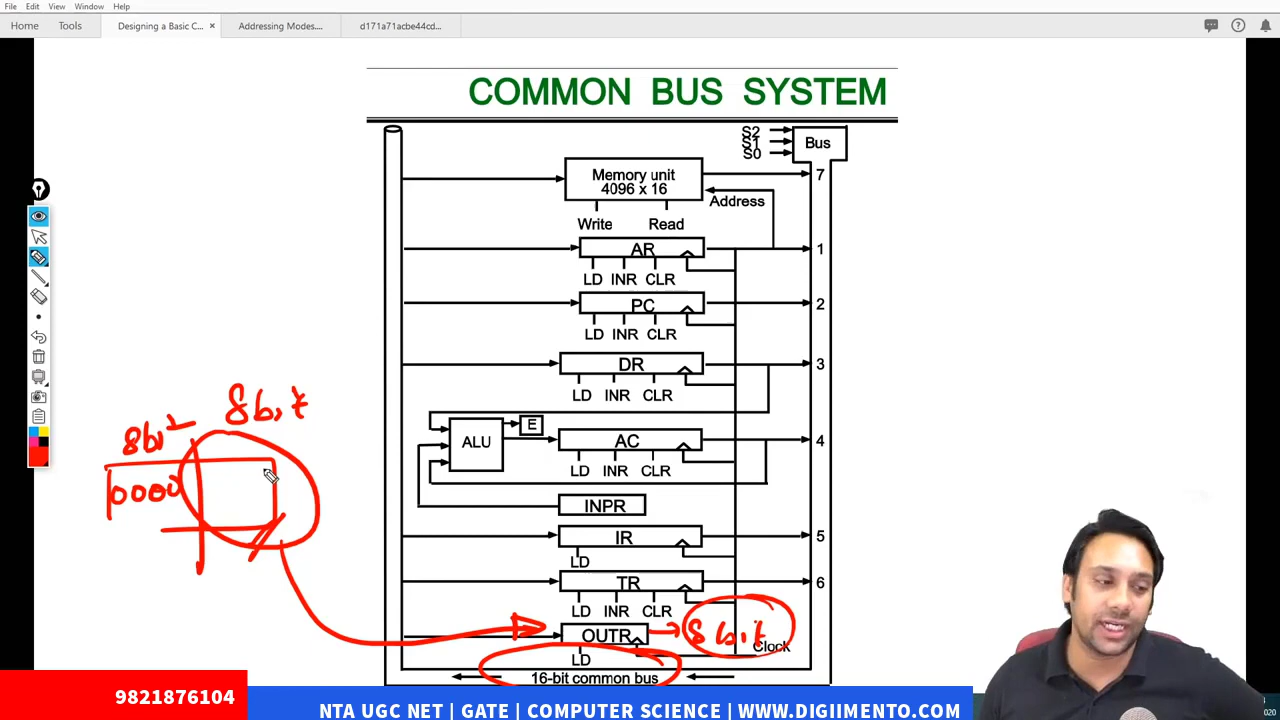 File Edit View Window Help
Home Tools Designing a Basic C... × Addressing Modes.... d171a71acbe44cd...
COMMON BUS SYSTEM
S2
S1
S0
Bus
Memory unit
4096 x 16
7
Address
Write Read
AR
1
LD INR CLR
PC
2
LD INR CLR
DR
3
LD INR CLR
8bit
8bit
0000
ALU
E
AC
4
LD INR CLR
INPR
IR
5
LD
TR
6
LD INR CLR
OUTR
8 bit
LD
Clock
16-bit common bus
9821876104
NTA UGC NET | GATE | COMPUTER SCIENCE | WWW.DIGIIMENTO.COM